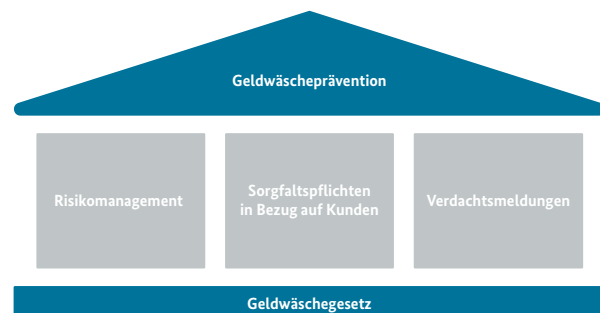 Geldwäscheprävention
Risikomanagement
Sorgfaltspflichten
in Bezug auf Kunden
Verdachtsmeldungen
Geldwäschegesetz